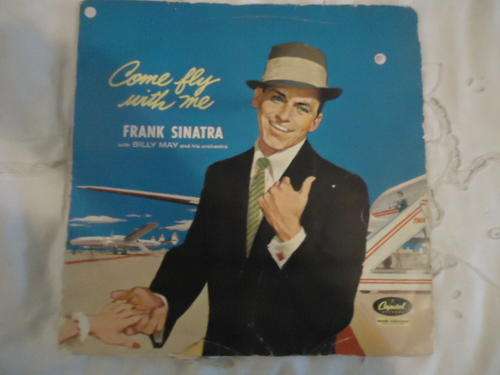 Come fly
with me
FRANK SINATRA
with BILLY MAY and his orchestra
Capitol